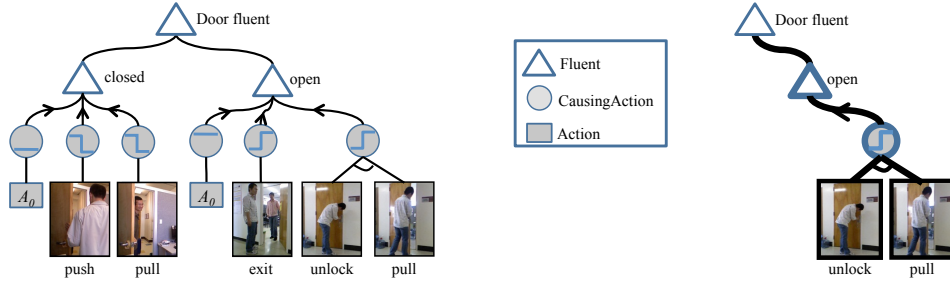 Door fluent
closed
open
A0
push
pull
A0
exit
unlock
pull
Fluent
CausingAction
Action
Door fluent
open
unlock
pull